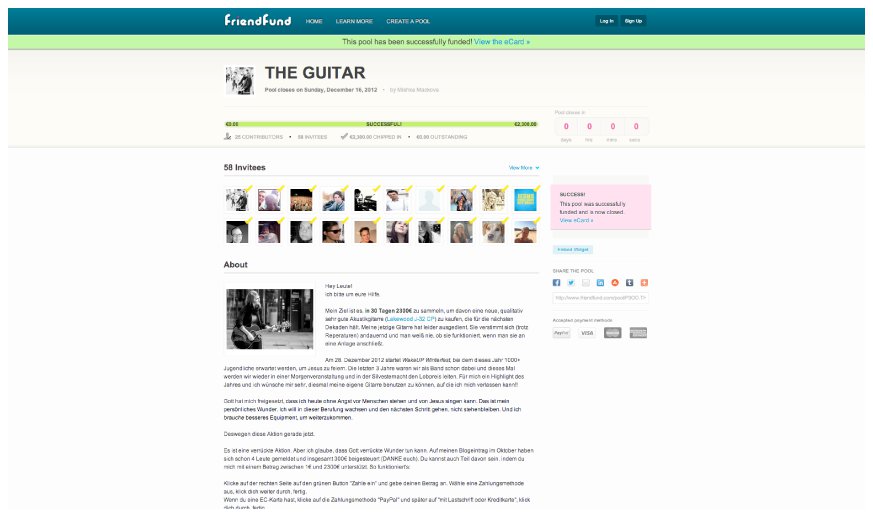 FriendFund
HOME LEARN MORE CREATE A POOL
Log In Sign Up
This pool has been successfully funded! View the eCard »
THE GUITAR
Pool closes on Sunday, December 16, 2012 • by Mishka Mackova
Pool closes in
€0.00 SUCCESSFUL! €2,300.00
0 0 0 0
days hrs mins secs
25 CONTRIBUTORS • 58 INVITEES €2,300.00 CHIPPED IN • €0.00 OUTSTANDING
58 Invitees
View More
SUCCESS!
This pool was successfully
funded and is now closed.
View eCard »
Embed Widget
About
SHARE THE POOL
http://www.friendfund.com/pool/
Accepted payment methods
PayPal VISA
Hey Leute!
Ich bitte um eure Hilfe.
Mein Ziel ist es, in 30 Tagen 2300€ zu sammeln, um davon eine neue, qualitativ
sehr gute Akustikgitarre (Lakewood J-32 CP) zu kaufen, die für die nächsten
Dekaden hält. Meine jetzige Gitarre hat leider ausgedient. Sie verstimmt sich (trotz
Reperaturen) andauernd und man weiß nie, ob sie funktioniert, wenn man sie an
eine Anlage anschließt.
Am 28. Dezember 2012 startet WakeUP Winterfest, bei dem dieses Jahr 1000+
Jugendliche erwartet werden, um Jesus zu feiern. Die letzten 3 Jahre waren wir als Band schon dabei und dieses Mal
werden wir wieder in einer Morgenveranstaltung und in der Silvesternacht den Lobpreis leiten. Für mich ein Highlight des
Jahres und ich wünsche mir sehr, diesmal meine eigene Gitarre benutzen zu können, auf die ich mich verlassen kann!!
Gott hat mich freigesetzt, dass ich heute ohne Angst vor Menschen stehen und von Jesus singen kann. Das ist mein
persönliches Wunder. Ich will in dieser Berufung wachsen und den nächsten Schritt gehen, nicht stehenbleiben. Und ich
brauche besseres Equipment, um weiterzukommen.
Deswegen diese Aktion gerade jetzt.
Es ist eine verrückte Aktion. Aber ich glaube, dass Gott verrückte Wunder tun kann. Auf meinen Blogeintrag im Oktober haben
sich schon 4 Leute gemeldet und insgesamt 300€ beigesteuert (DANKE euch). Du kannst auch Teil davon sein, indem du
mich mit einem Betrag zwischen 1€ und 2300€ unterstützt. So funktioniert's:
Klicke auf der rechten Seite auf den grünen Button "Zahle ein" und gebe deinen Betrag an. Wähle eine Zahlungsmethode
aus, klick dich weiter durch, fertig.
Wenn du eine EC-Karte hast, klicke auf die Zahlungsmethode "PayPal" und später auf "mit Lastschrift oder Kreditkarte", klick
dich durch, fertig.